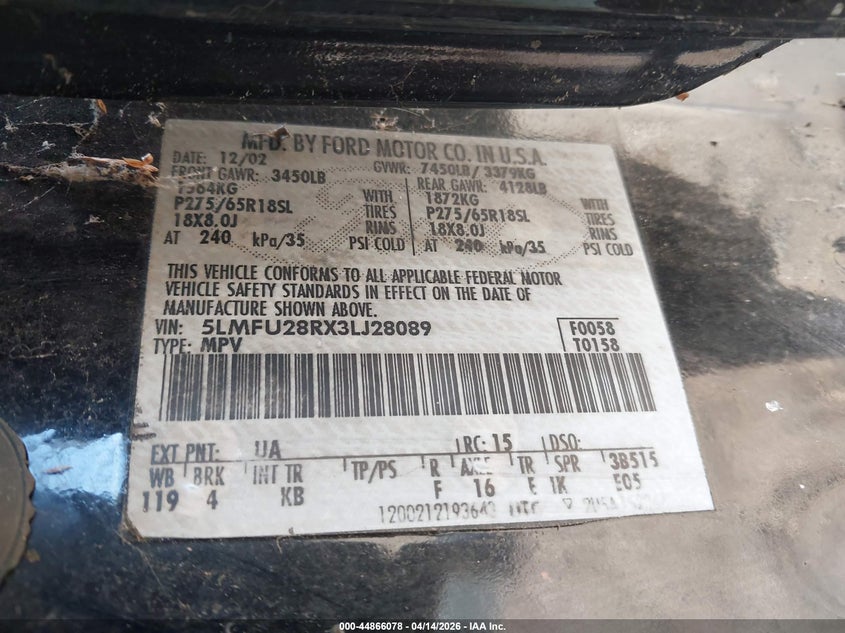 MFD. BY FORD MOTOR CO. IN U.S.A.
DATE: 12/02 GVWR: 7450LB / 3379KG
FRONT GAWR: 3450LB REAR GAWR: 4128LB
1564KG WITH 1872KG WITH
P275/65R18SL TIRES P275/65R18SL TIRES
18X8.0J RIMS 18X8.0J RIMS
AT 240 kPa/35 PSI COLD AT 240 kPa/35 PSI COLD
THIS VEHICLE CONFORMS TO ALL APPLICABLE FEDERAL MOTOR
VEHICLE SAFETY STANDARDS IN EFFECT ON THE DATE OF
MANUFACTURE SHOWN ABOVE.
VIN: 5LMFU28RX3LJ28089 F0058
TYPE: MPV T0158
EXT PNT: UA RC: 15 DSO:
WB BRK INT TR TP/PS R AXLE TR SPR 3B515
119 4 KB F 16 E 1K E05
000-44866078 | 04/14/2026 | IAA Inc.